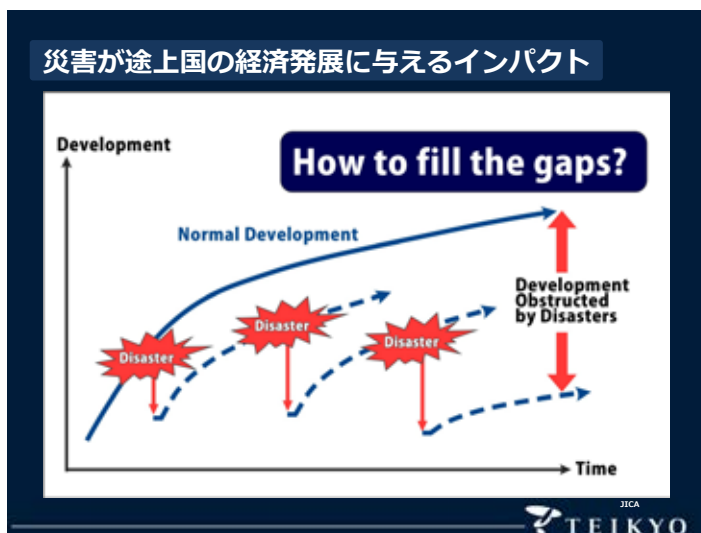 災害が途上国の経済発展に与えるインパクト
Development
How to fill the gaps?
Normal Development
Development
Obstructed
by Disasters
Disaster
Disaster
Disaster
Time
JICA
TEIKYO